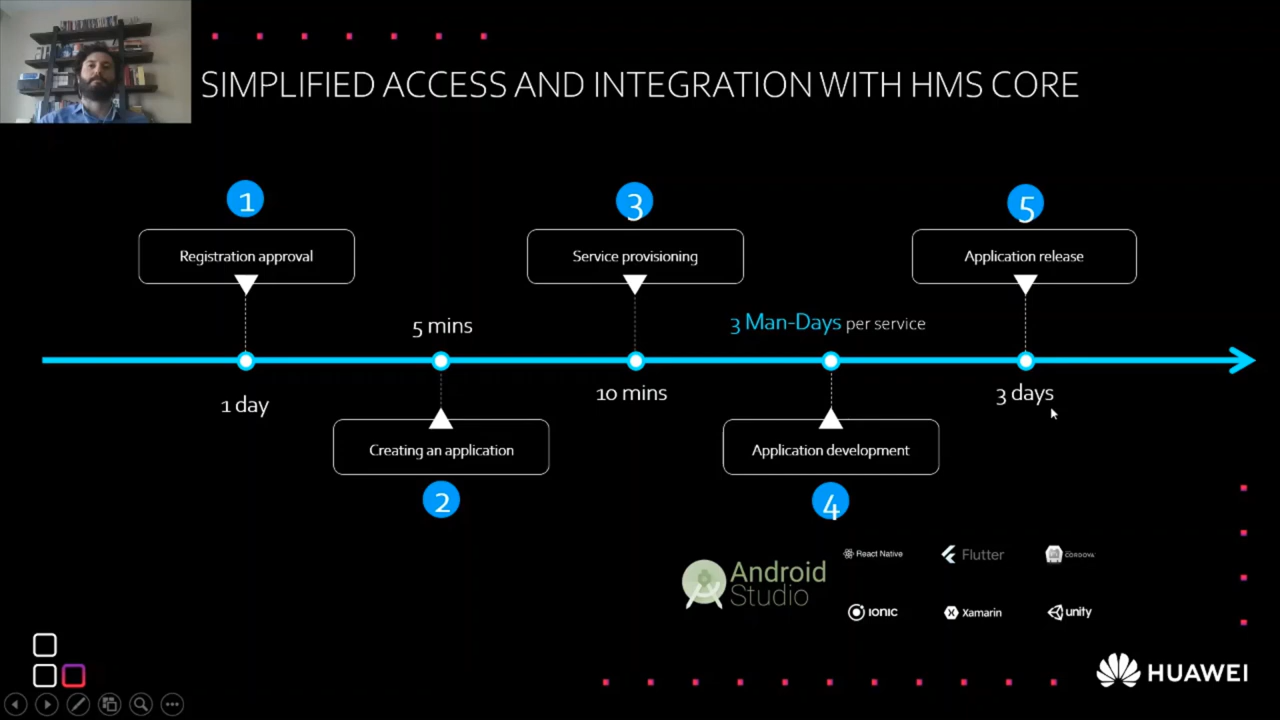 SIMPLIFIED ACCESS AND INTEGRATION WITH HMS CORE
1
Registration approval
1 day
5 mins
Creating an application
2
3
Service provisioning
10 mins
3 Man-Days per service
Application development
4
5
Application release
3 days
Android
Studio
React Native
Flutter
CORDOVA
IONIC
Xamarin
unity
HUAWEI